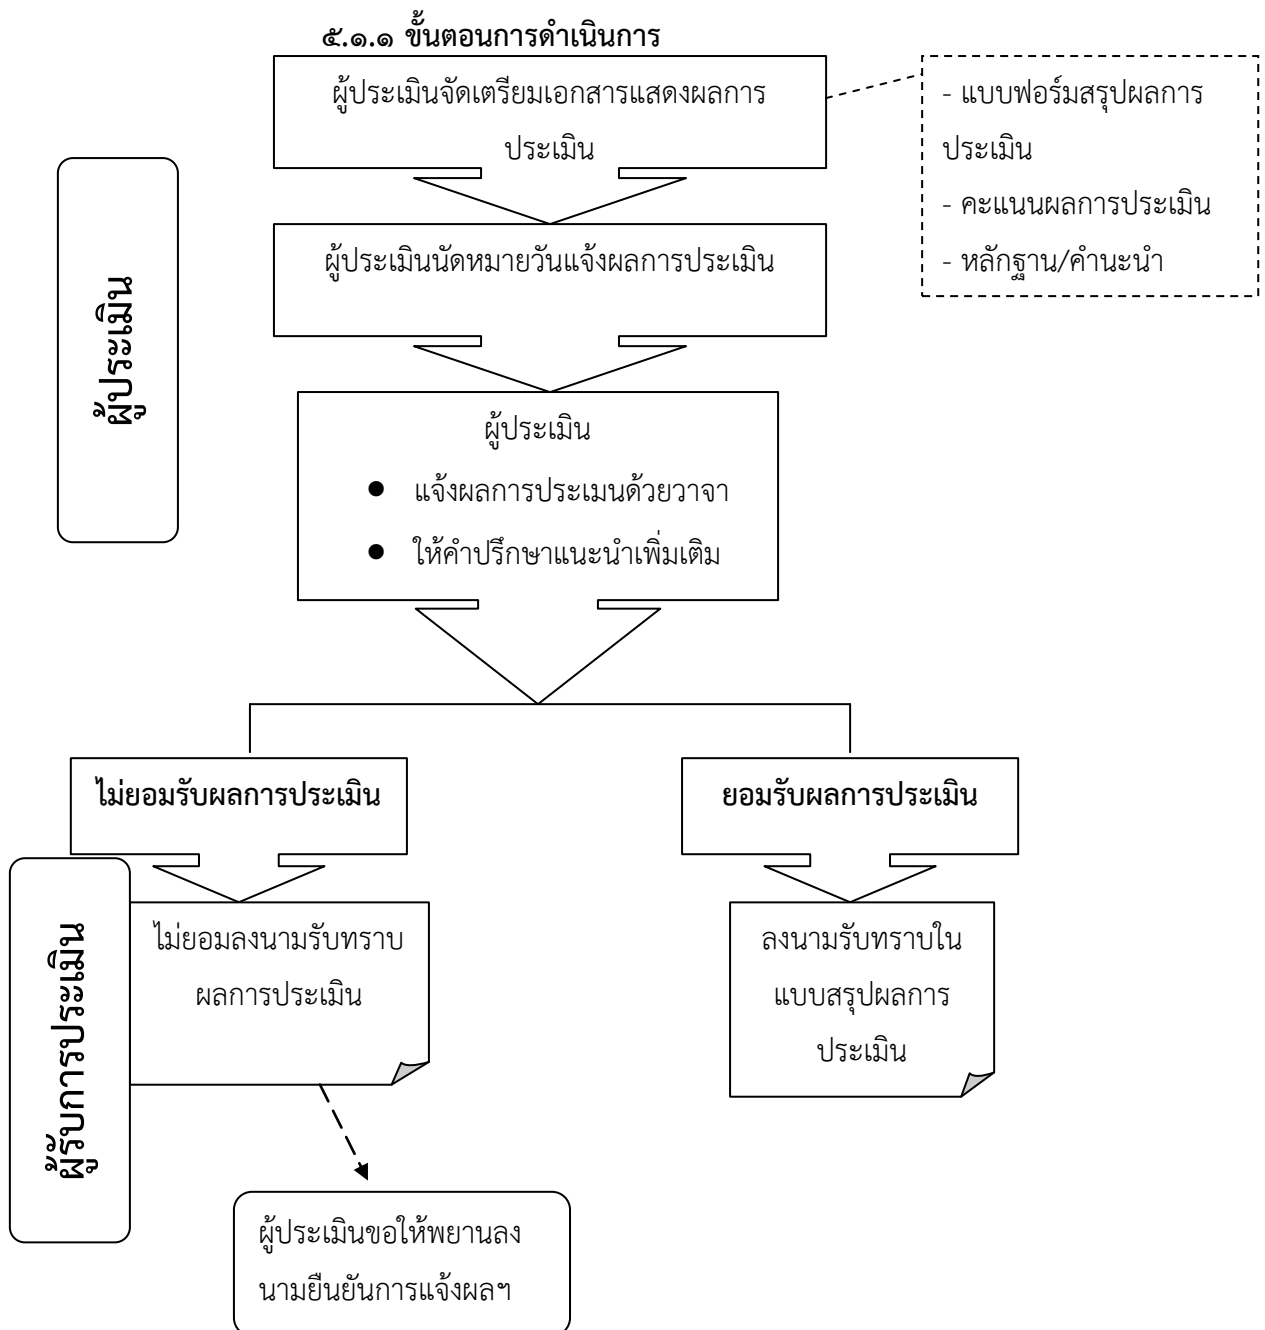 ๕.๑.๑ ขั้นตอนการดำเนินการ
ผู้ประเมินจัดเตรียมเอกสารแสดงผลการ
ประเมิน
- แบบฟอร์มสรุปผลการ
ประเมิน
- คะแนนผลการประเมิน
- หลักฐาน/คำนะนำ
ผู้ประเมิน
ผู้ประเมินนัดหมายวันแจ้งผลการประเมิน
ผู้ประเมิน
● แจ้งผลการประเมนด้วยวาจา
● ให้คำปรึกษาแนะนำเพิ่มเติม
ไม่ยอมรับผลการประเมิน
ยอมรับผลการประเมิน
ผู้รับการประเมิน
ไม่ยอมลงนามรับทราบ
ผลการประเมิน
ลงนามรับทราบใน
แบบสรุปผลการ
ประเมิน
ผู้ประเมินขอให้พยานลง
นามยืนยันการแจ้งผลฯ